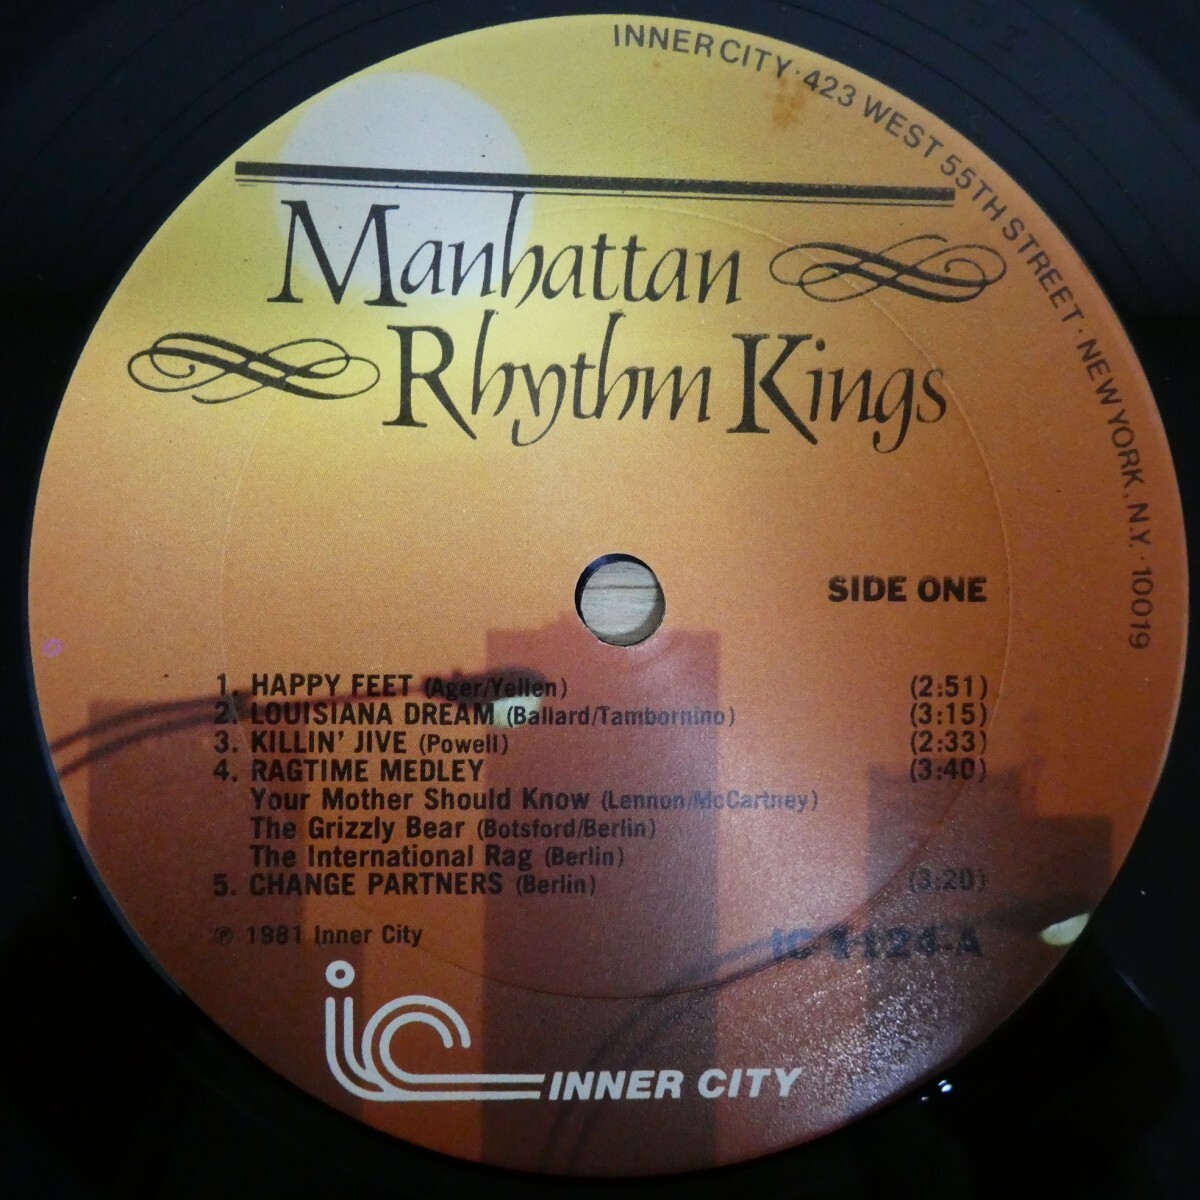 INNER CITY · 423 WEST 55TH STREET · NEW YORK, N.Y. · 10019
Manhattan
Rhythm Kings
SIDE ONE
1. HAPPY FEET (Ager/Yellen) (2:51)
2. LOUISIANA DREAM (Ballard/Tambornino) (3:15)
3. KILLIN' JIVE (Powell) (2:33)
4. RAGTIME MEDLEY (3:40)
Your Mother Should Know (Lennon/McCartney)
The Grizzly Bear (Botsford/Berlin)
The International Rag (Berlin)
5. CHANGE PARTNERS (Berlin) (3:20)
℗ 1981 Inner City IC 1124-A
ic INNER CITY